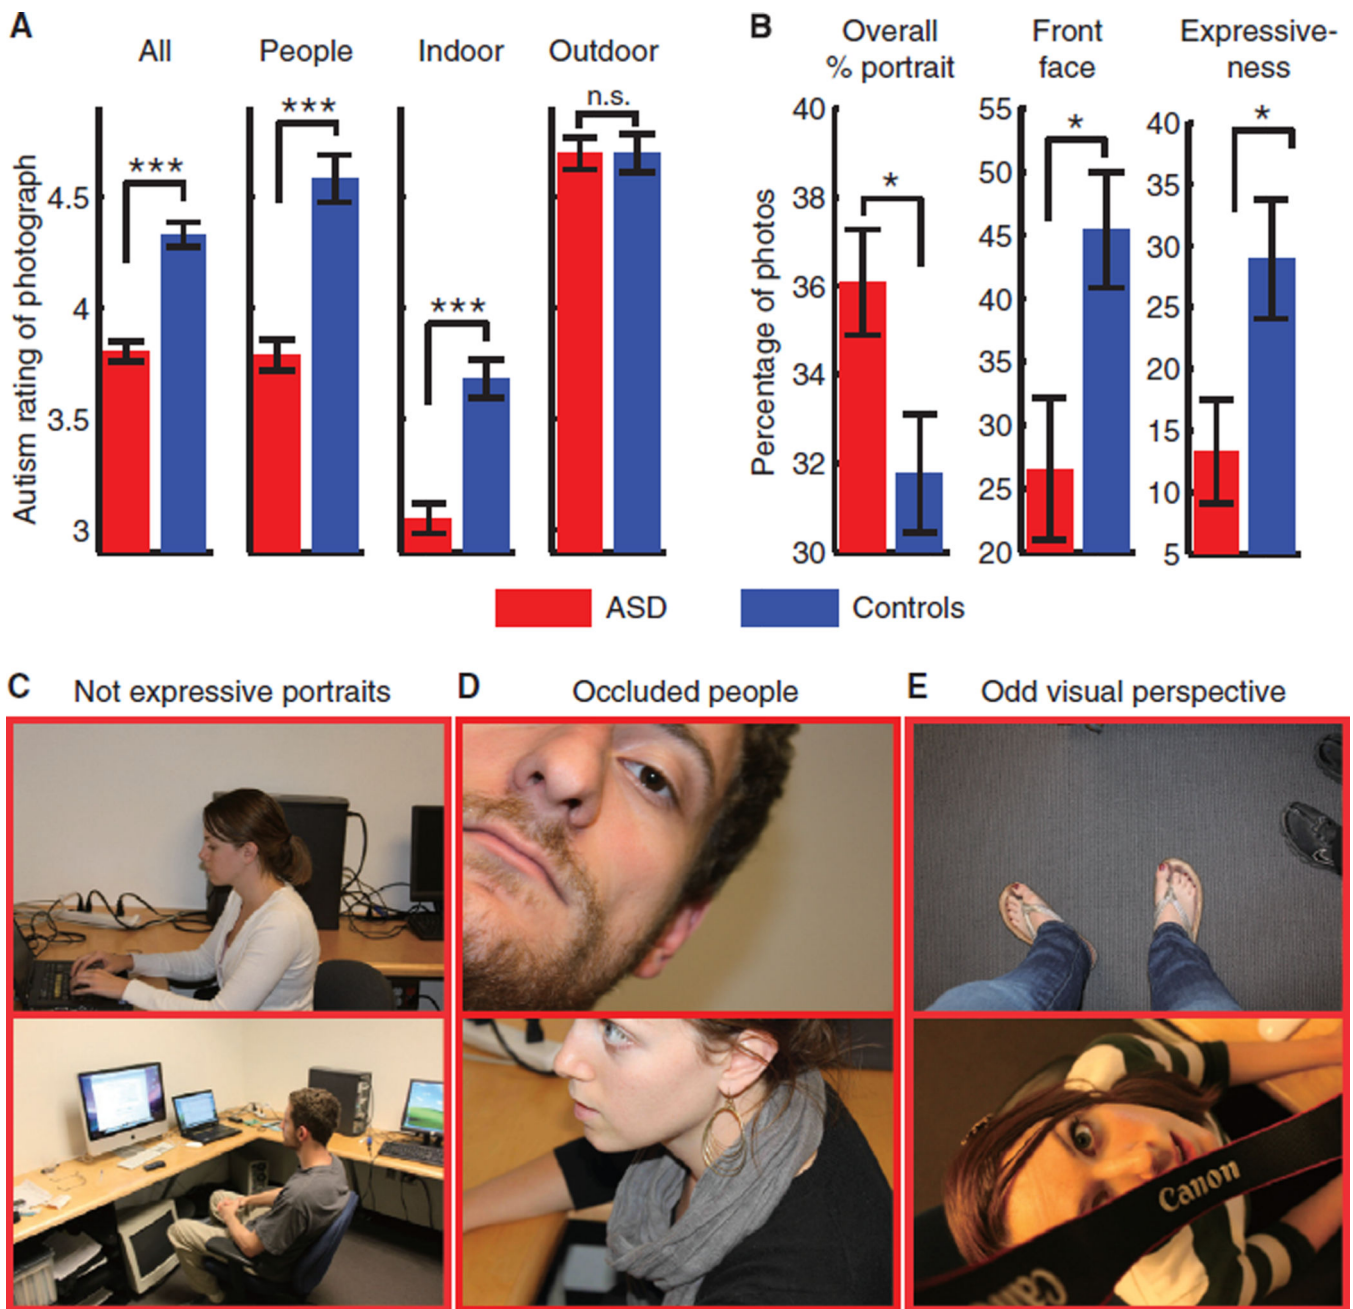 A
All
People
Indoor
Outdoor
***
***
***
n.s.
Autism rating of photograph
4.5
4
3.5
3
B
Overall
% portrait
Front
face
Expressive-
ness
*
*
*
Percentage of photos
40
38
36
34
32
30
55
50
45
40
35
30
25
20
40
35
30
25
20
15
10
5
ASD
Controls
C
Not expressive portraits
D
Occluded people
E
Odd visual perspective
Canon
Cano